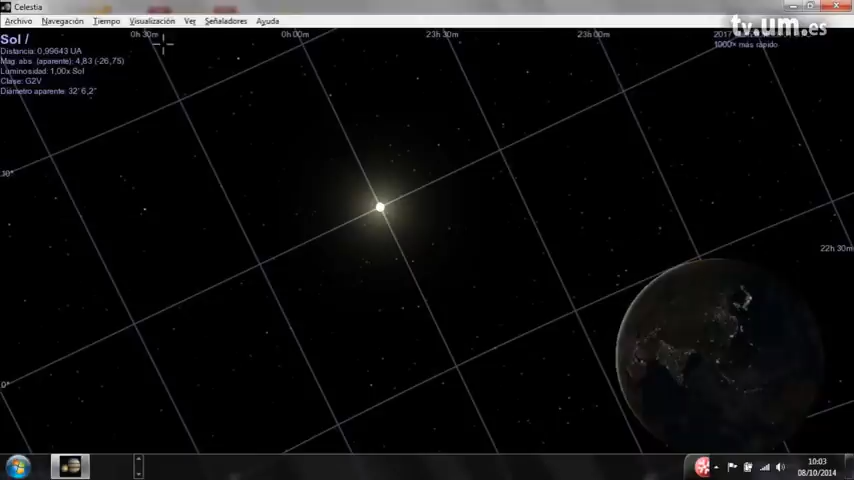 Celestia
Archivo Navegación Tiempo Visualización Ver Señaladores Ayuda
tv.um.es
Sol /
Distancia: 0,99643 UA
Mag. abs (aparente): 4,83 (-26,75)
Luminosidad: 1,00x Sol
Clase: G2V
Diámetro aparente: 32' 6,2"
0h 30m
0h 00m
23h 30m
23h 00m
2017
1000× más rápido
10°
22h 30m
0°
10:03
08/10/2014